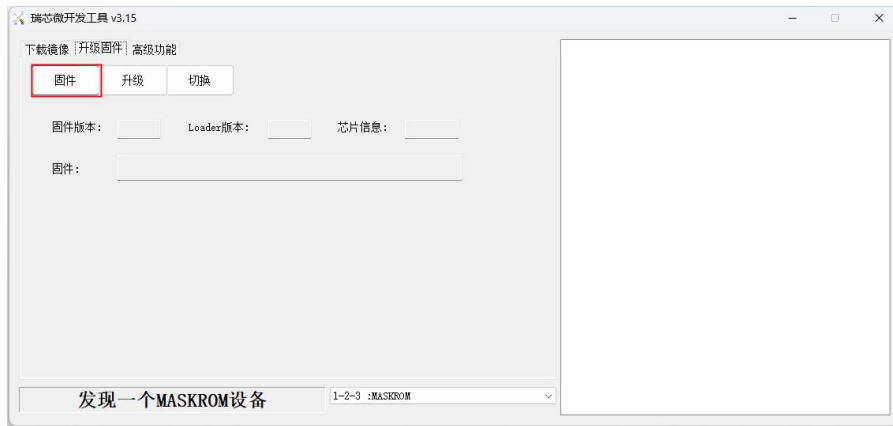 瑞芯微开发工具 v3.15
下载镜像 升级固件 高级功能
固件 升级 切换
固件版本: Loader版本: 芯片信息:
固件:
发现一个MASKROM设备 1-2-3 :MASKROM